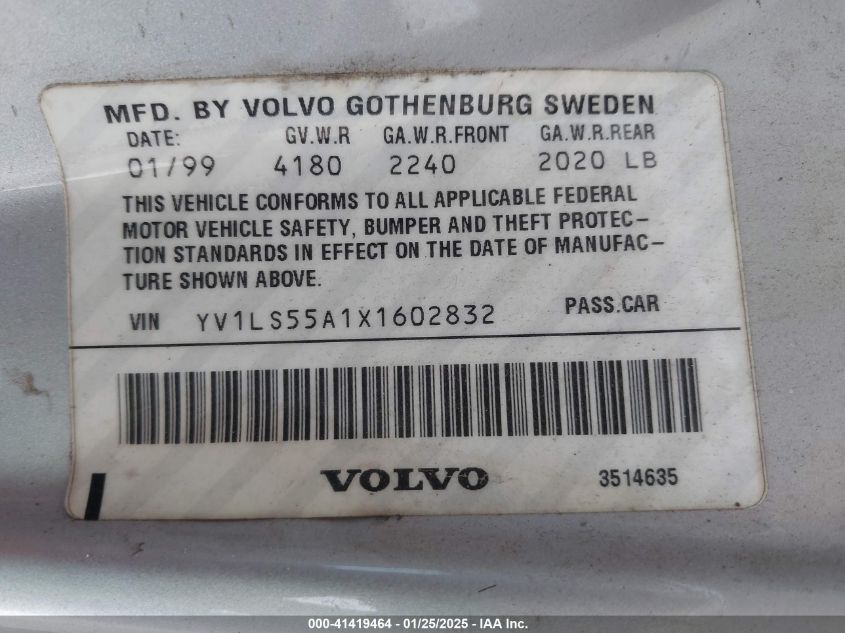 MFD. BY VOLVO GOTHENBURG SWEDEN
DATE: GV.W.R GA.W.R.FRONT GA.W.R.REAR
01/99 4180 2240 2020 LB
THIS VEHICLE CONFORMS TO ALL APPLICABLE FEDERAL
MOTOR VEHICLE SAFETY, BUMPER AND THEFT PROTEC-
TION STANDARDS IN EFFECT ON THE DATE OF MANUFAC-
TURE SHOWN ABOVE.
VIN YV1LS55A1X1602832 PASS.CAR
VOLVO 3514635
000-41419464 - 01/25/2025 - IAA Inc.